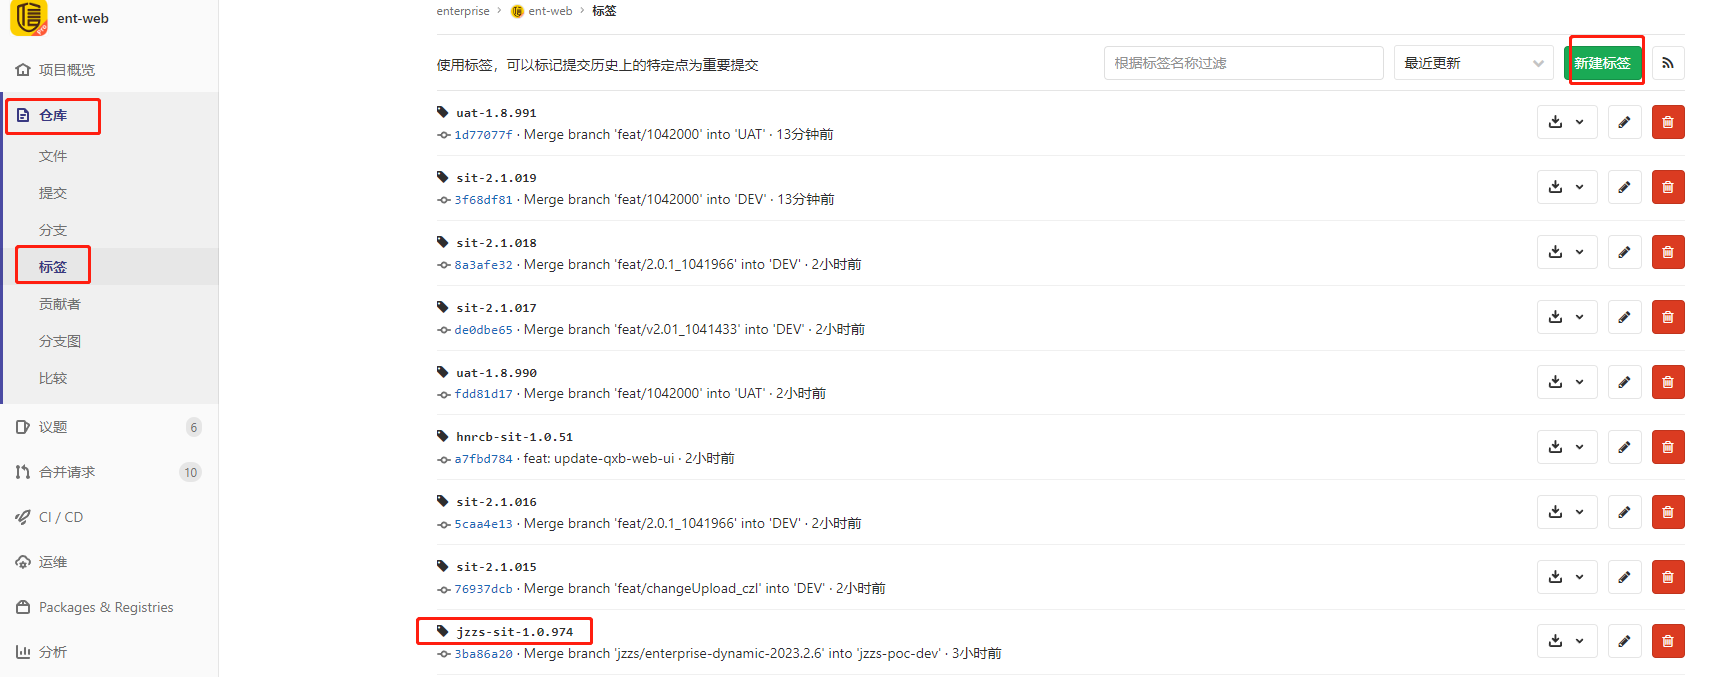 ent-web
项目概览
仓库
文件
提交
分支
标签
贡献者
分支图
比较
议题 6
合并请求 10
CI / CD
运维
Packages & Registries
分析
enterprise > ent-web > 标签
使用标签，可以标记提交历史上的特定点为重要提交
根据标签名称过滤
最近更新
新建标签
uat-1.8.991
1d77077f · Merge branch 'feat/1042000' into 'UAT' · 13分钟前
sit-2.1.019
3f68df81 · Merge branch 'feat/1042000' into 'DEV' · 13分钟前
sit-2.1.018
8a3afe32 · Merge branch 'feat/2.0.1_1041966' into 'DEV' · 2小时前
sit-2.1.017
de0dbe65 · Merge branch 'feat/v2.01_1041433' into 'DEV' · 2小时前
uat-1.8.990
fdd81d17 · Merge branch 'feat/1042000' into 'UAT' · 2小时前
hnrcb-sit-1.0.51
a7fbd784 · feat: update-qxb-web-ui · 2小时前
sit-2.1.016
5caa4e13 · Merge branch 'feat/2.0.1_1041966' into 'DEV' · 2小时前
sit-2.1.015
76937dcb · Merge branch 'feat/changeUpload_czl' into 'DEV' · 2小时前
jzzs-sit-1.0.974
3ba86a20 · Merge branch 'jzzs/enterprise-dynamic-2023.2.6' into 'jzzs-poc-dev' · 3小时前